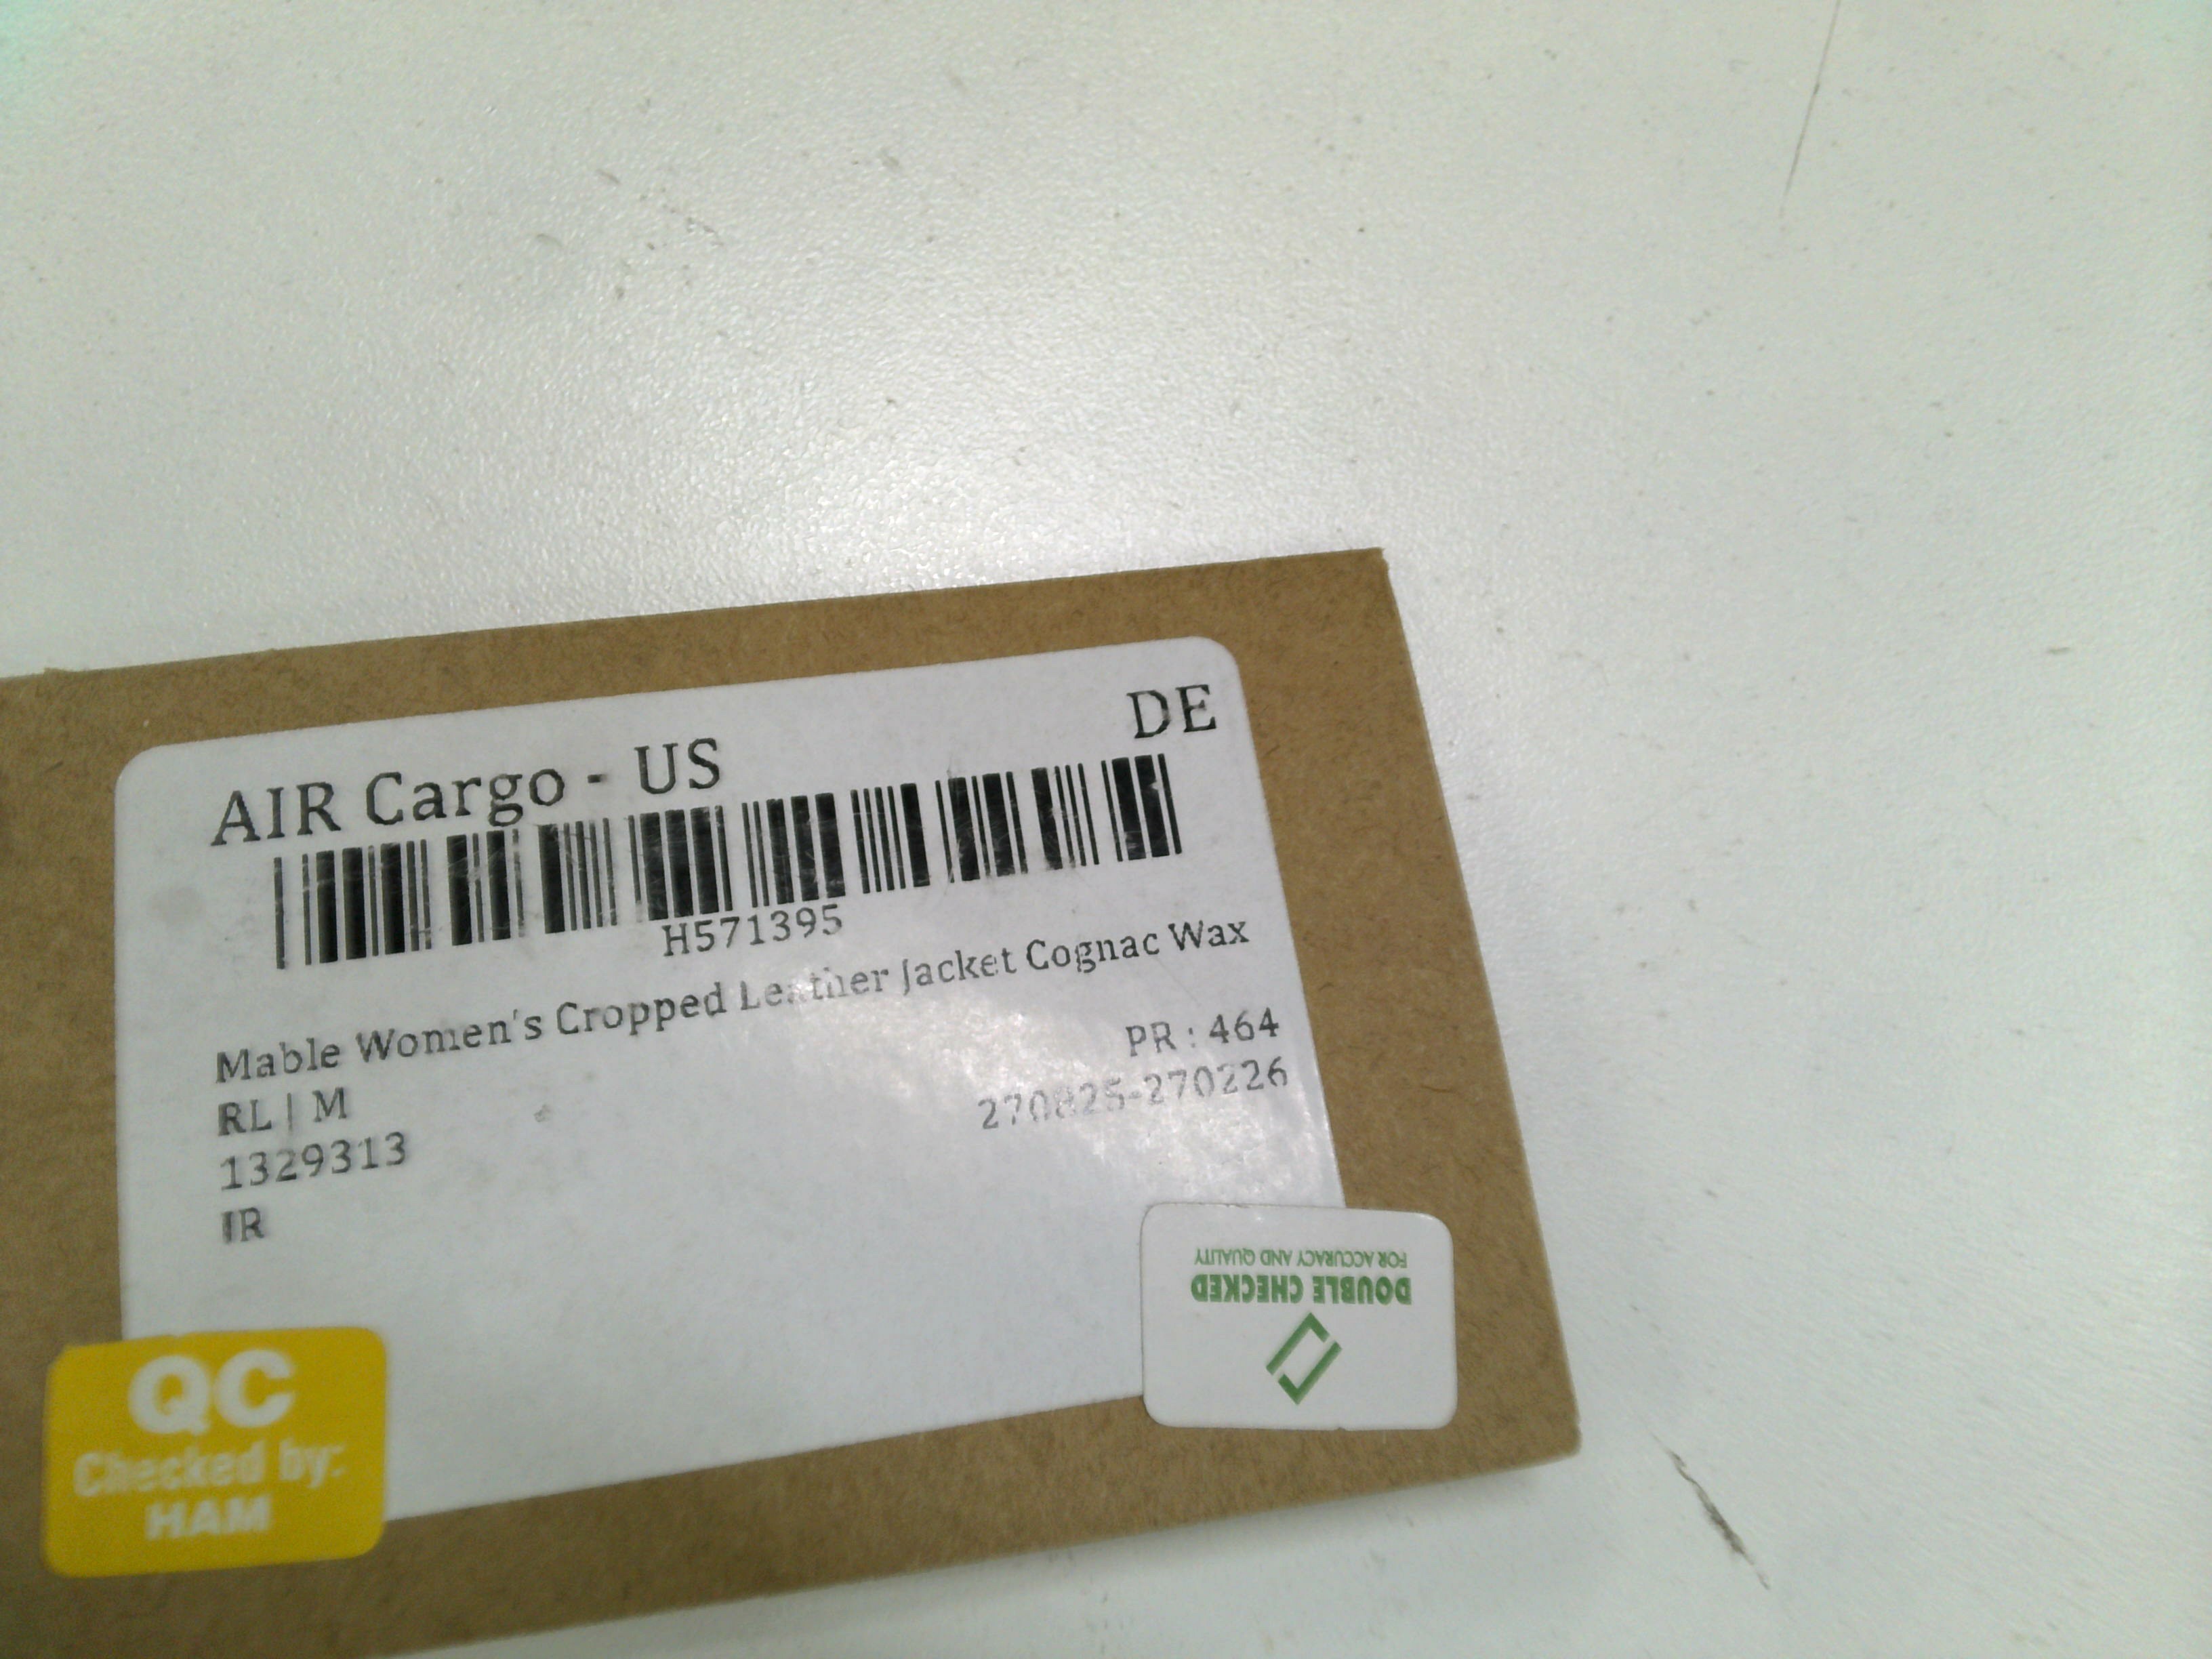 AIR Cargo - US
DE
H571395
Mable Women's Cropped Leather Jacket Cognac Wax
RL | M
PR : 464
1329313
270825-270226
IR
DOUBLE CHECKED
FOR ACCURACY AND QUALITY
QC
Checked by:
HAM